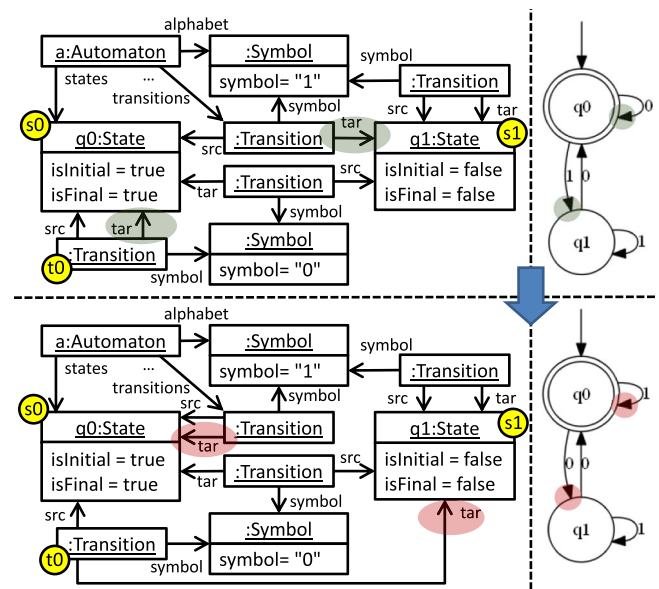 alphabet
a:Automaton
:Symbol
symbol= "1"
symbol
:Transition
states
...
transitions
symbol
src
tar
s0
q0:State
isInitial = true
isFinal = true
src
:Transition
tar
q1:State
s1
isInitial = false
isFinal = false
tar
:Transition
src
symbol
src
tar
:Symbol
symbol= "0"
t0
:Transition
symbol
q0
0
1
0
q1
1
alphabet
a:Automaton
:Symbol
symbol= "1"
symbol
:Transition
states
...
transitions
src
symbol
src
tar
s0
q0:State
isInitial = true
isFinal = true
tar
:Transition
q1:State
s1
isInitial = false
isFinal = false
tar
:Transition
src
symbol
src
tar
:Symbol
symbol= "0"
t0
:Transition
symbol
q0
1
0
0
q1
1